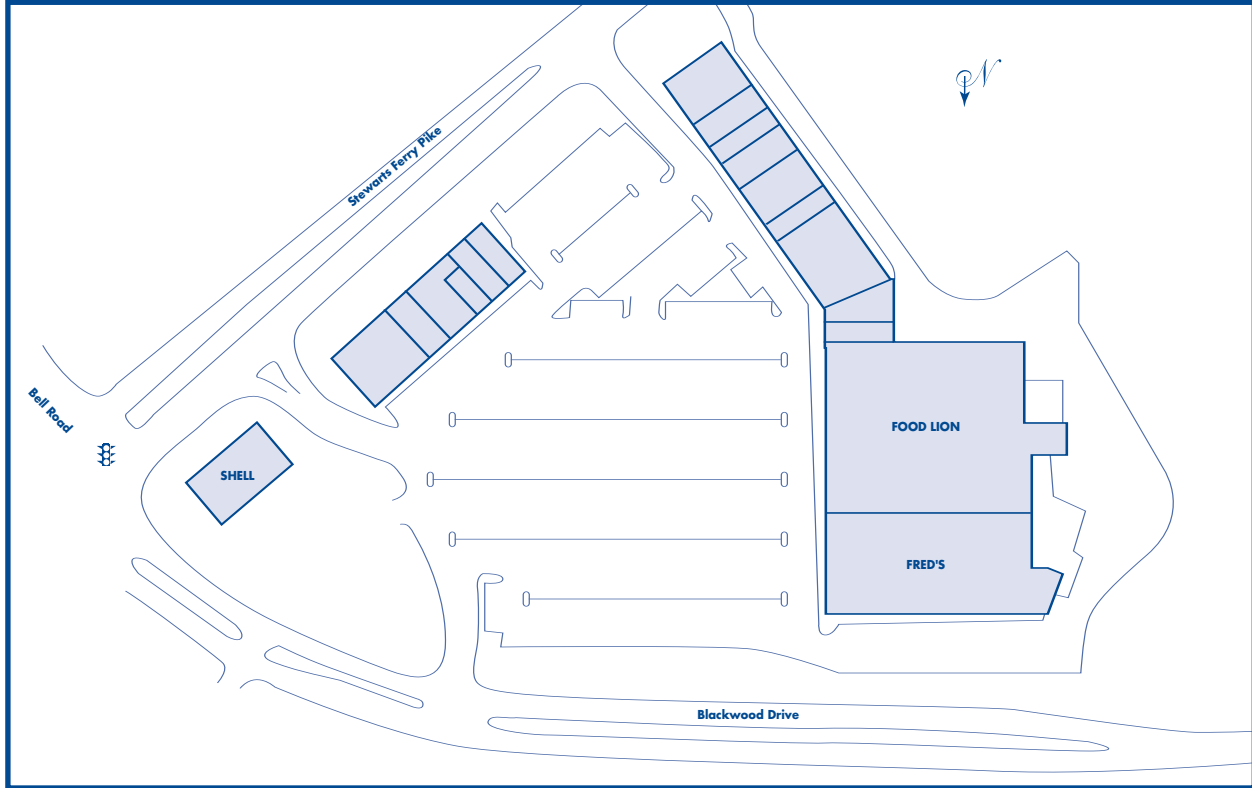 N
Stewarts Ferry Pike
Bell Road
FOOD LION
SHELL
FRED'S
Blackwood Drive